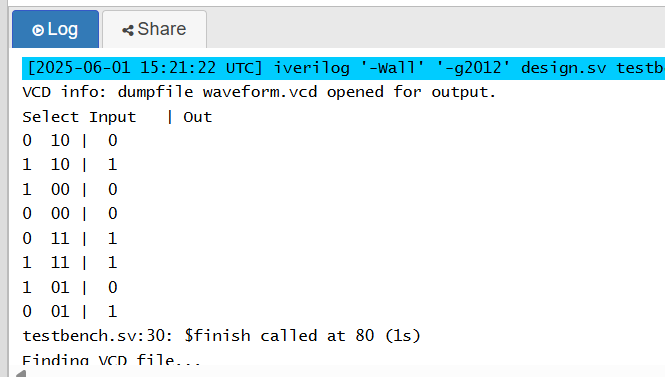 Log Share
[2025-06-01 15:21:22 UTC] iverilog '-Wall' '-g2012' design.sv testb
VCD info: dumpfile waveform.vcd opened for output.
Select Input | Out
0 10 | 0
1 10 | 1
1 00 | 0
0 00 | 0
0 11 | 1
1 11 | 1
1 01 | 0
0 01 | 1
testbench.sv:30: $finish called at 80 (1s)
Finding VCD file...